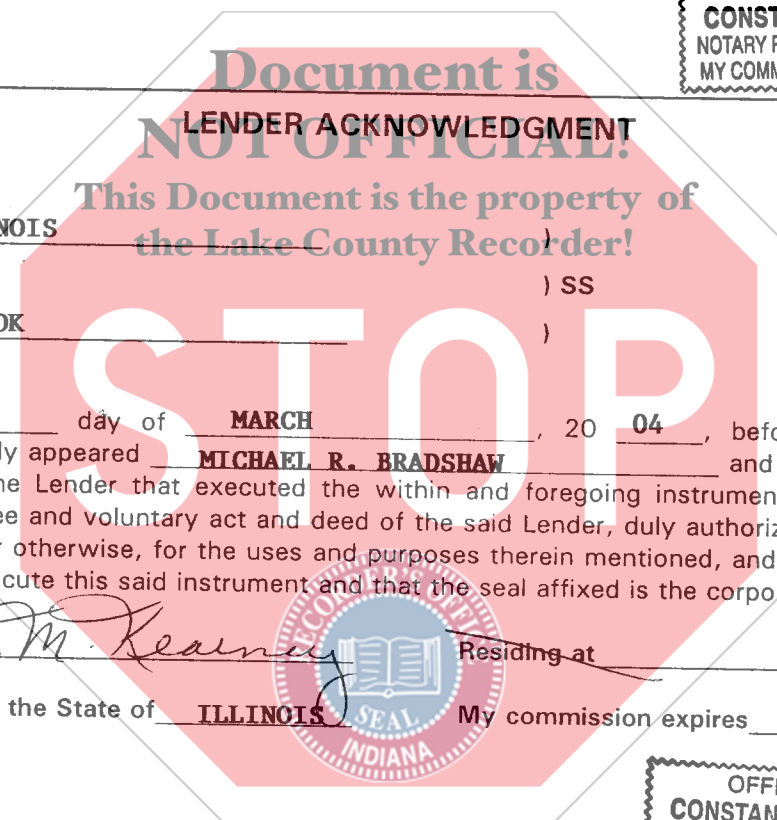 CONST
NOTARY P
MY COMM
Document is
LENDER ACKNOWLEDGMENT
NOT OFFICIAL!
This Document is the property of
NOIS )
the Lake County Recorder!
) SS
OK )
STOP
day of MARCH , 20 04 , befo
ly appeared MICHAEL R. BRADSHAW and
he Lender that executed the within and foregoing instrumen
ee and voluntary act and deed of the said Lender, duly authoriz
r otherwise, for the uses and purposes therein mentioned, and
cute this said instrument and that the seal affixed is the corpo
RECORDER'S OFFICE
M. Kearney Residing at
the State of ILLINOIS My commission expires
SEAL
INDIANA
OFFI
CONSTAN